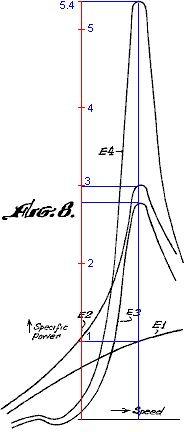 5.4
5
4
E4
3
FIG. 8.
2
E2
E3
E1
1
Specific
Power
Speed